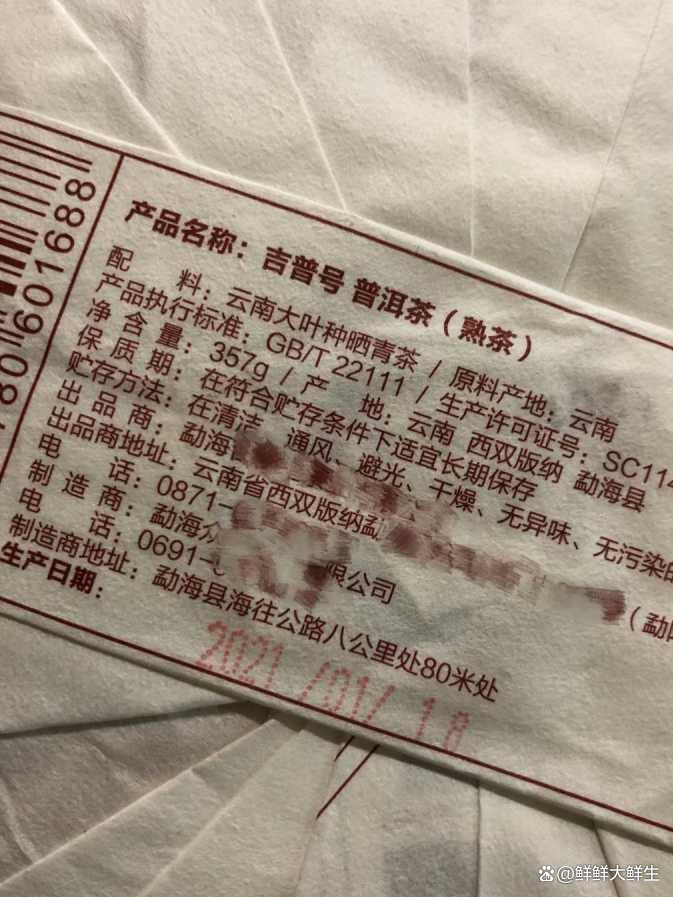 80601688
产品名称：吉普号 普洱茶（熟茶）
配 料：云南大叶种晒青茶 / 原料产地：云南
产品执行标准：GB/T 22111 / 生产许可证号：SC114
净含量：357g / 产 地：云南 西双版纳 勐海县
保 质 期：在符合贮存条件下适宜长期保存
贮存方法：在清洁、通风、避光、干燥、无异味、无污染的
出 品 商：勐海
出品商地址：云南省西双版纳勐 （勐
电 话：0871-
制 造 商：勐海众 限公司
电 话：0691-
制造商地址：勐海县海往公路八公里处80米处
生产日期：
2021/01/18
@鲜鲜大鲜生